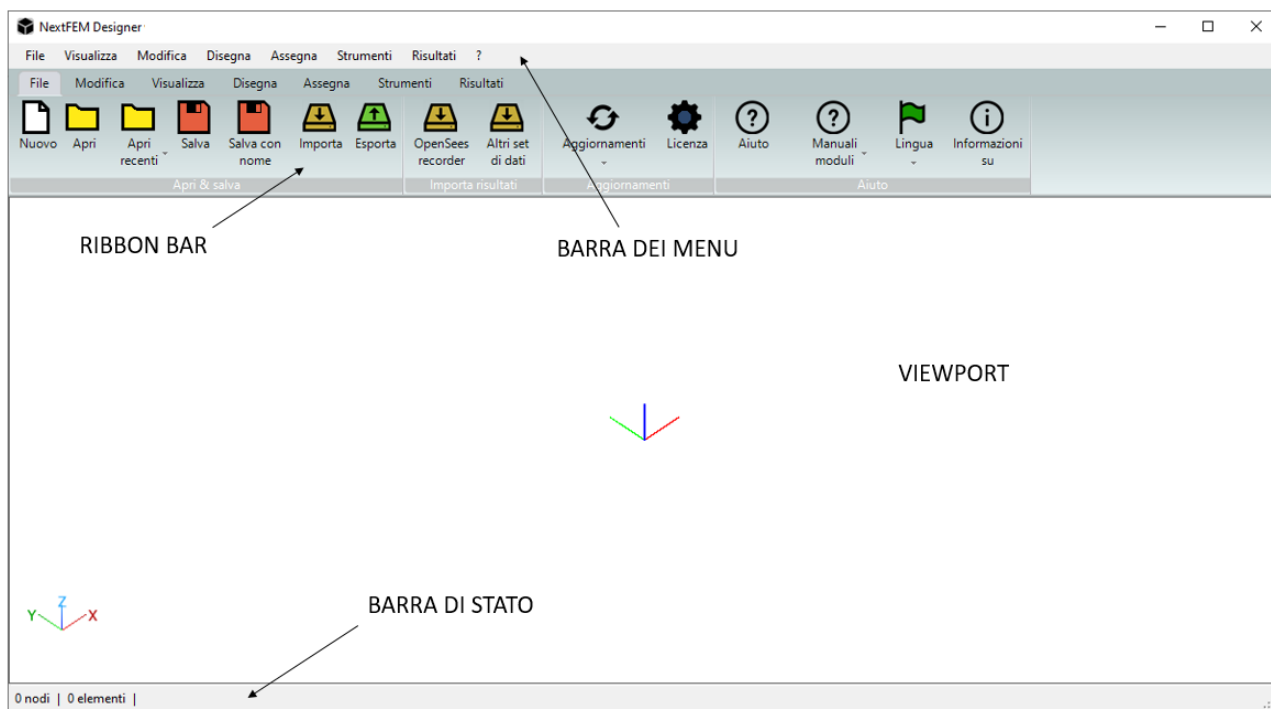 NextFEM Designer
File Visualizza Modifica Disegna Assegna Strumenti Risultati ?
File Modifica Visualizza Disegna Assegna Strumenti Risultati
Nuovo Apri Apri Salva Salva con Importa Esporta OpenSees Altri set Aggiornamenti Licenza Aiuto Manuali Lingua Informazioni
recenti nome recorder di dati moduli su
Apri & salva Importa risultati Aggiornamenti Aiuto
RIBBON BAR BARRA DEI MENU
VIEWPORT
BARRA DI STATO
Z
Y X
0 nodi | 0 elementi |